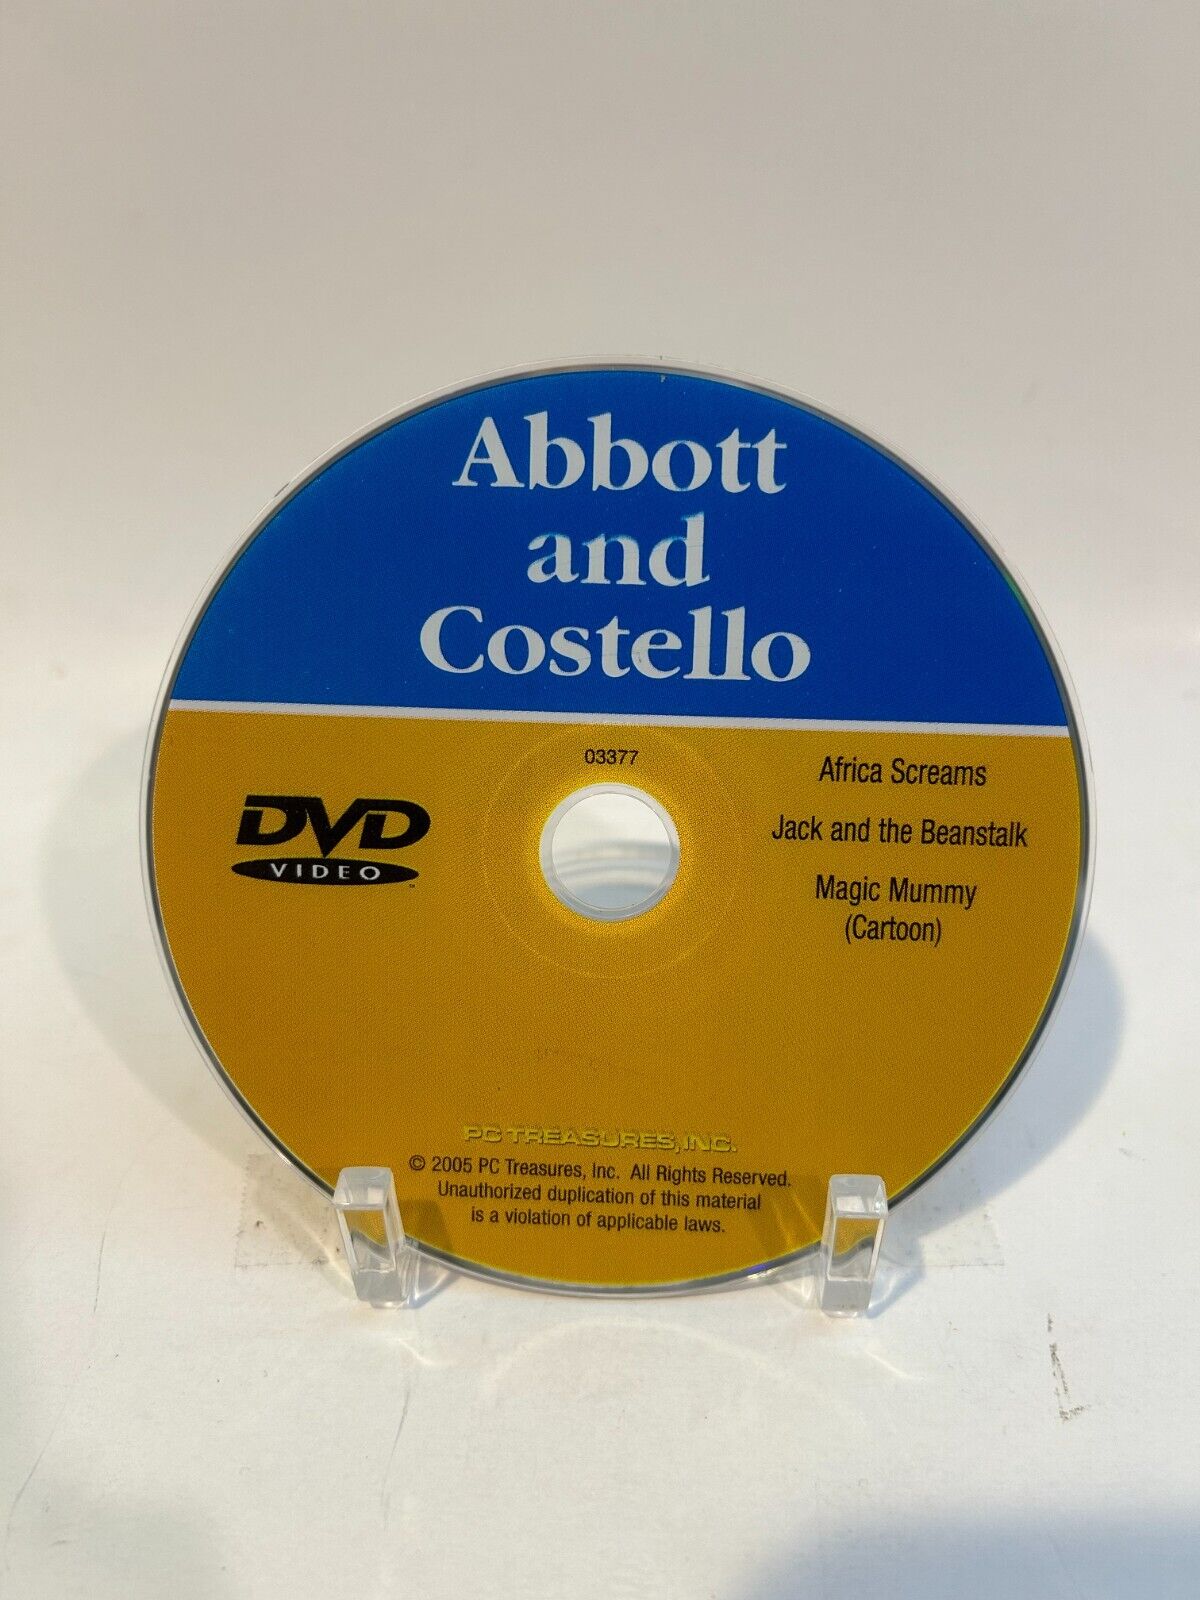 Abbott
and
Costello
03377
DVD
VIDEO
™
Africa Screams
Jack and the Beanstalk
Magic Mummy
(Cartoon)
PC TREASURES, INC.
© 2005 PC Treasures, Inc. All Rights Reserved.
Unauthorized duplication of this material
is a violation of applicable laws.